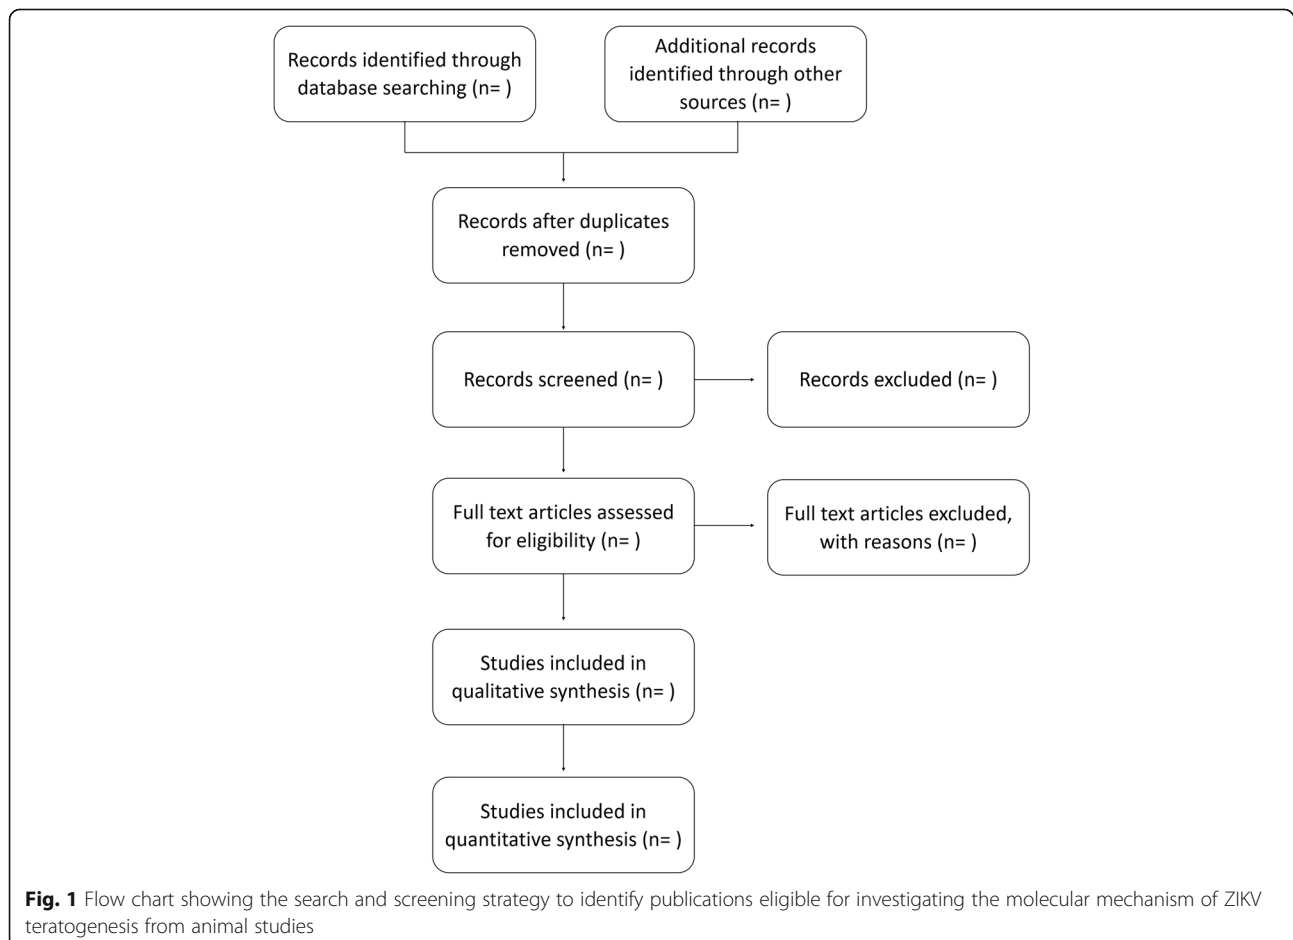 Records identified through
database searching (n= )
Additional records
identified through other
sources (n= )
Records after duplicates
removed (n= )
Records screened (n= )
Records excluded (n= )
Full text articles assessed
for eligibility (n= )
Full text articles excluded,
with reasons (n= )
Studies included in
qualitative synthesis (n= )
Studies included in
quantitative synthesis (n= )
Fig. 1 Flow chart showing the search and screening strategy to identify publications eligible for investigating the molecular mechanism of ZIKV
teratogenesis from animal studies